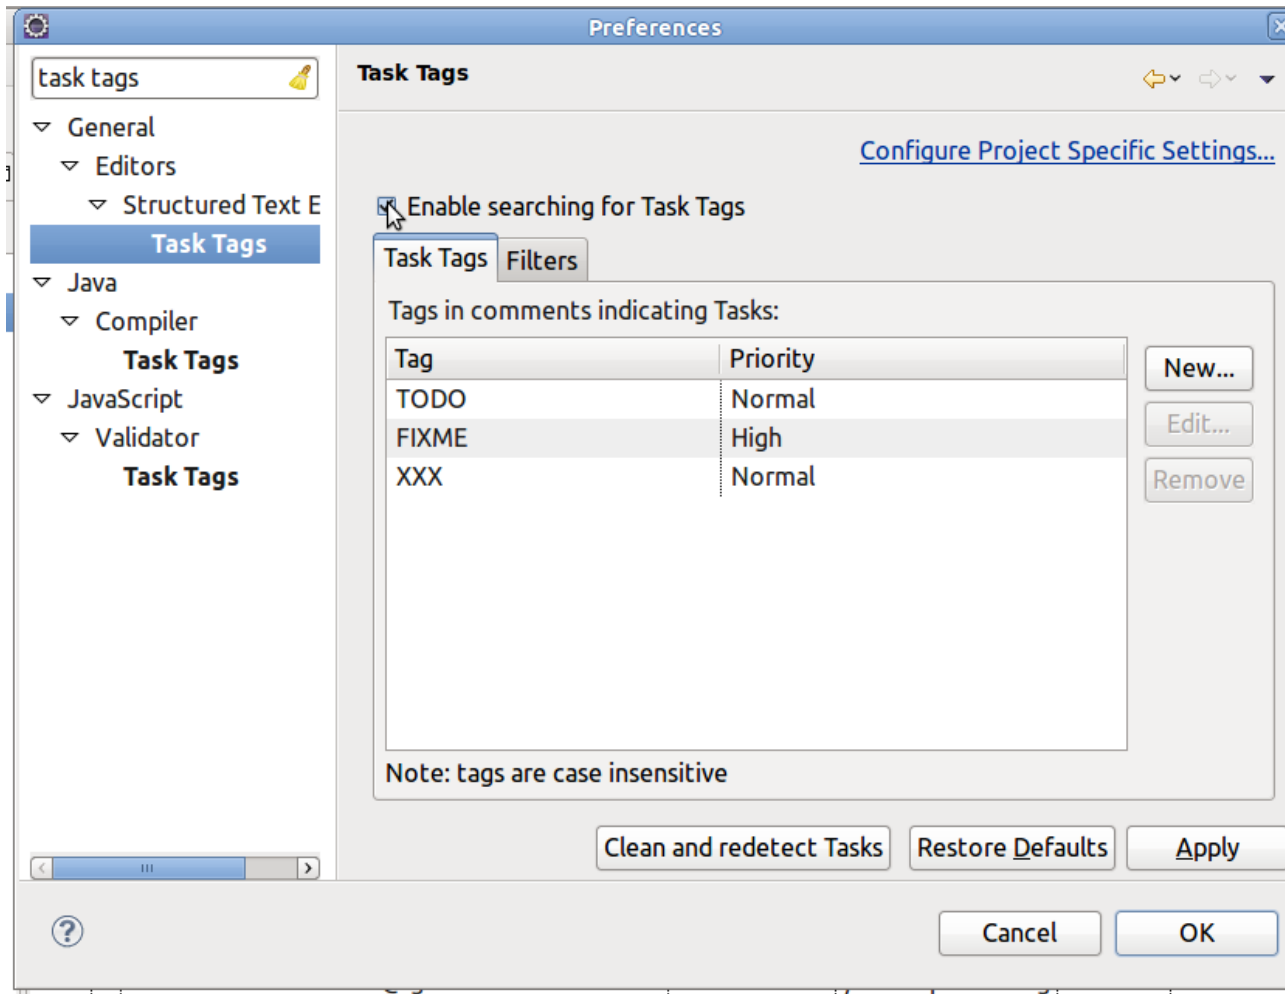 Preferences
task tags
Task Tags
General
Editors
Structured Text E
Task Tags
Java
Compiler
Task Tags
JavaScript
Validator
Task Tags
Configure Project Specific Settings...
Enable searching for Task Tags
Task Tags Filters
Tags in comments indicating Tasks:
Tag Priority
TODO Normal
FIXME High
XXX Normal
New...
Edit...
Remove
Note: tags are case insensitive
Clean and redetect Tasks Restore Defaults Apply
Cancel OK